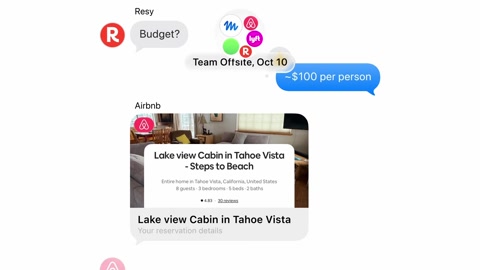 Resy
Budget?
lyft
R
R
Team Offsite, Oct 10
~$100 per person
Airbnb
Lake view Cabin in Tahoe Vista
- Steps to Beach
Entire home in Tahoe Vista, California, United States
8 guests · 3 bedrooms · 5 beds · 2 baths
★ 4.83 30 reviews
Lake view Cabin in Tahoe Vista
Your reservation details